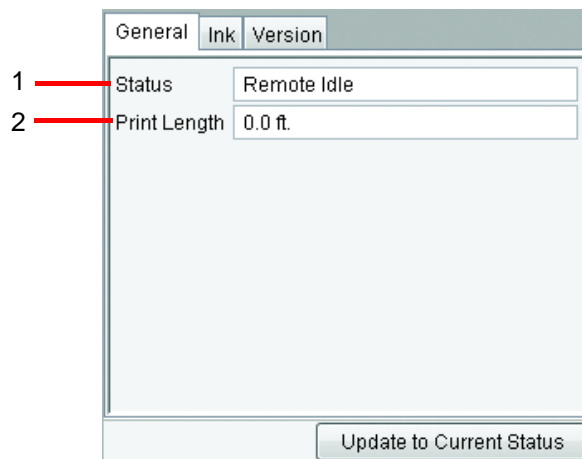 General Ink Version
1 Status Remote Idle
2 Print Length 0.0 ft.
Update to Current Status